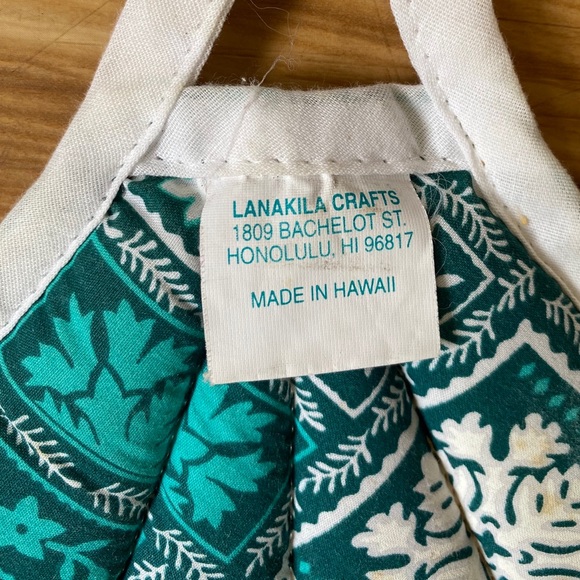 LANAKILA CRAFTS
1809 BACHELOT ST.
HONOLULU, HI 96817
MADE IN HAWAII